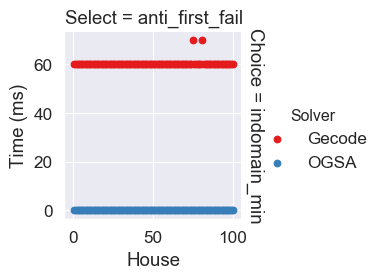 Select = anti_first_fail
Choice = indomain_min
Time (ms)
60
40
20
0
0 50 100
House
Solver
Gecode
OGSA